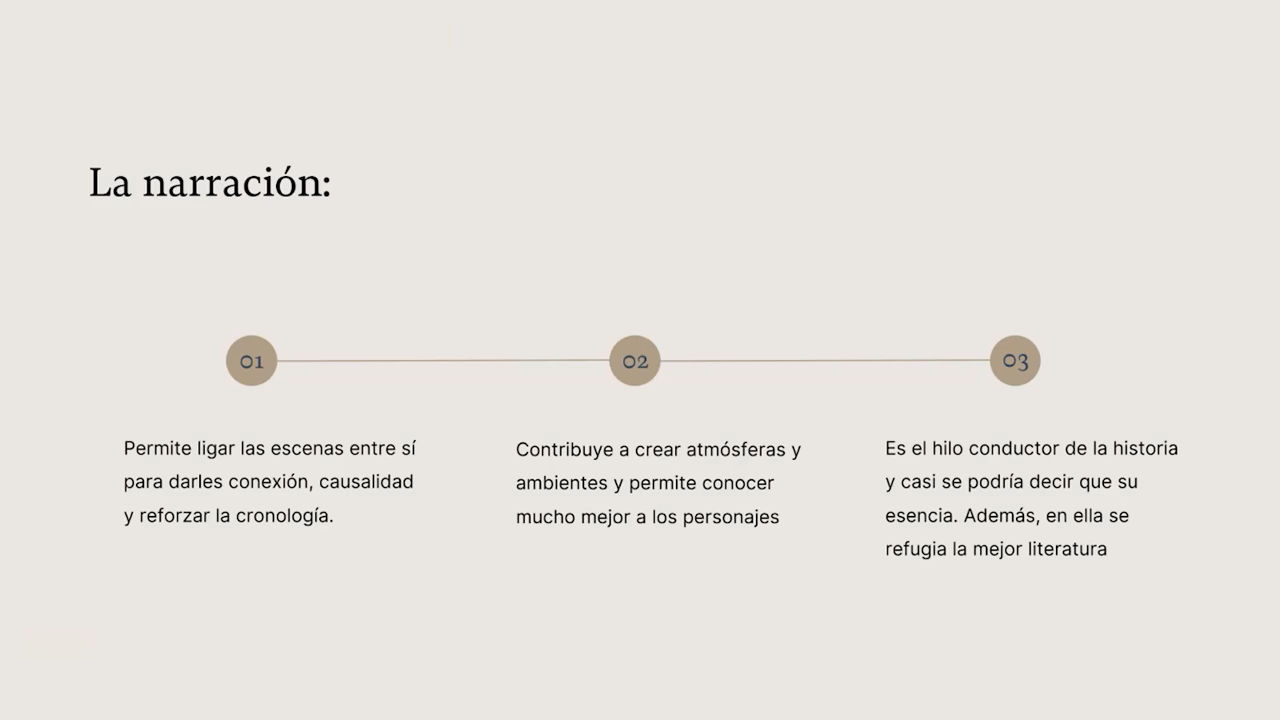 La narración:
01
02
03
Permite ligar las escenas entre sí
para darles conexión, causalidad
y reforzar la cronología.
Contribuye a crear atmósferas y
ambientes y permite conocer
mucho mejor a los personajes
Es el hilo conductor de la historia
y casi se podría decir que su
esencia. Además, en ella se
refugia la mejor literatura